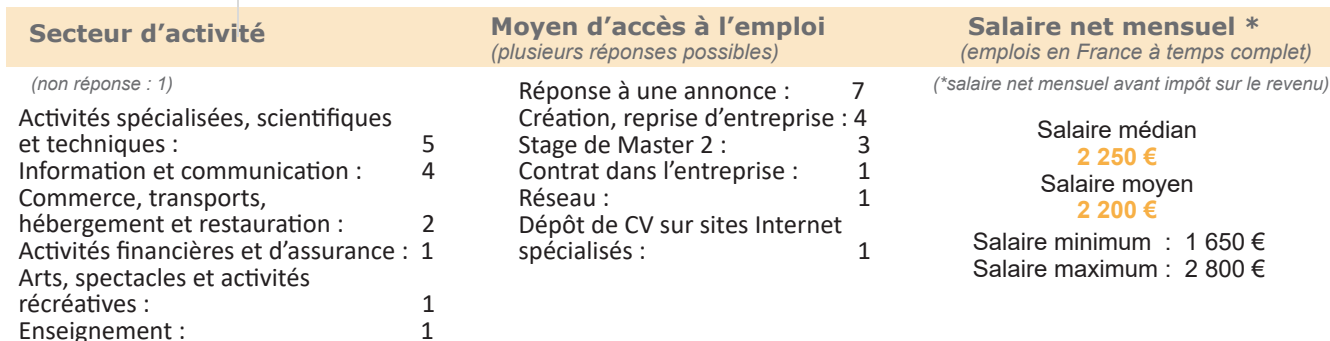 Secteur d’activité
(non réponse : 1)
Activités spécialisées, scientifiques
et techniques : 5
Information et communication : 4
Commerce, transports,
hébergement et restauration : 2
Activités financières et d’assurance : 1
Arts, spectacles et activités
récréatives : 1
Enseignement : 1
Moyen d’accès à l’emploi
(plusieurs réponses possibles)
Réponse à une annonce : 7
Création, reprise d’entreprise : 4
Stage de Master 2 : 3
Contrat dans l’entreprise : 1
Réseau : 1
Dépôt de CV sur sites Internet
spécialisés : 1
Salaire net mensuel *
(emplois en France à temps complet)
(*salaire net mensuel avant impôt sur le revenu)
Salaire médian
2 250 €
Salaire moyen
2 200 €
Salaire minimum : 1 650 €
Salaire maximum : 2 800 €